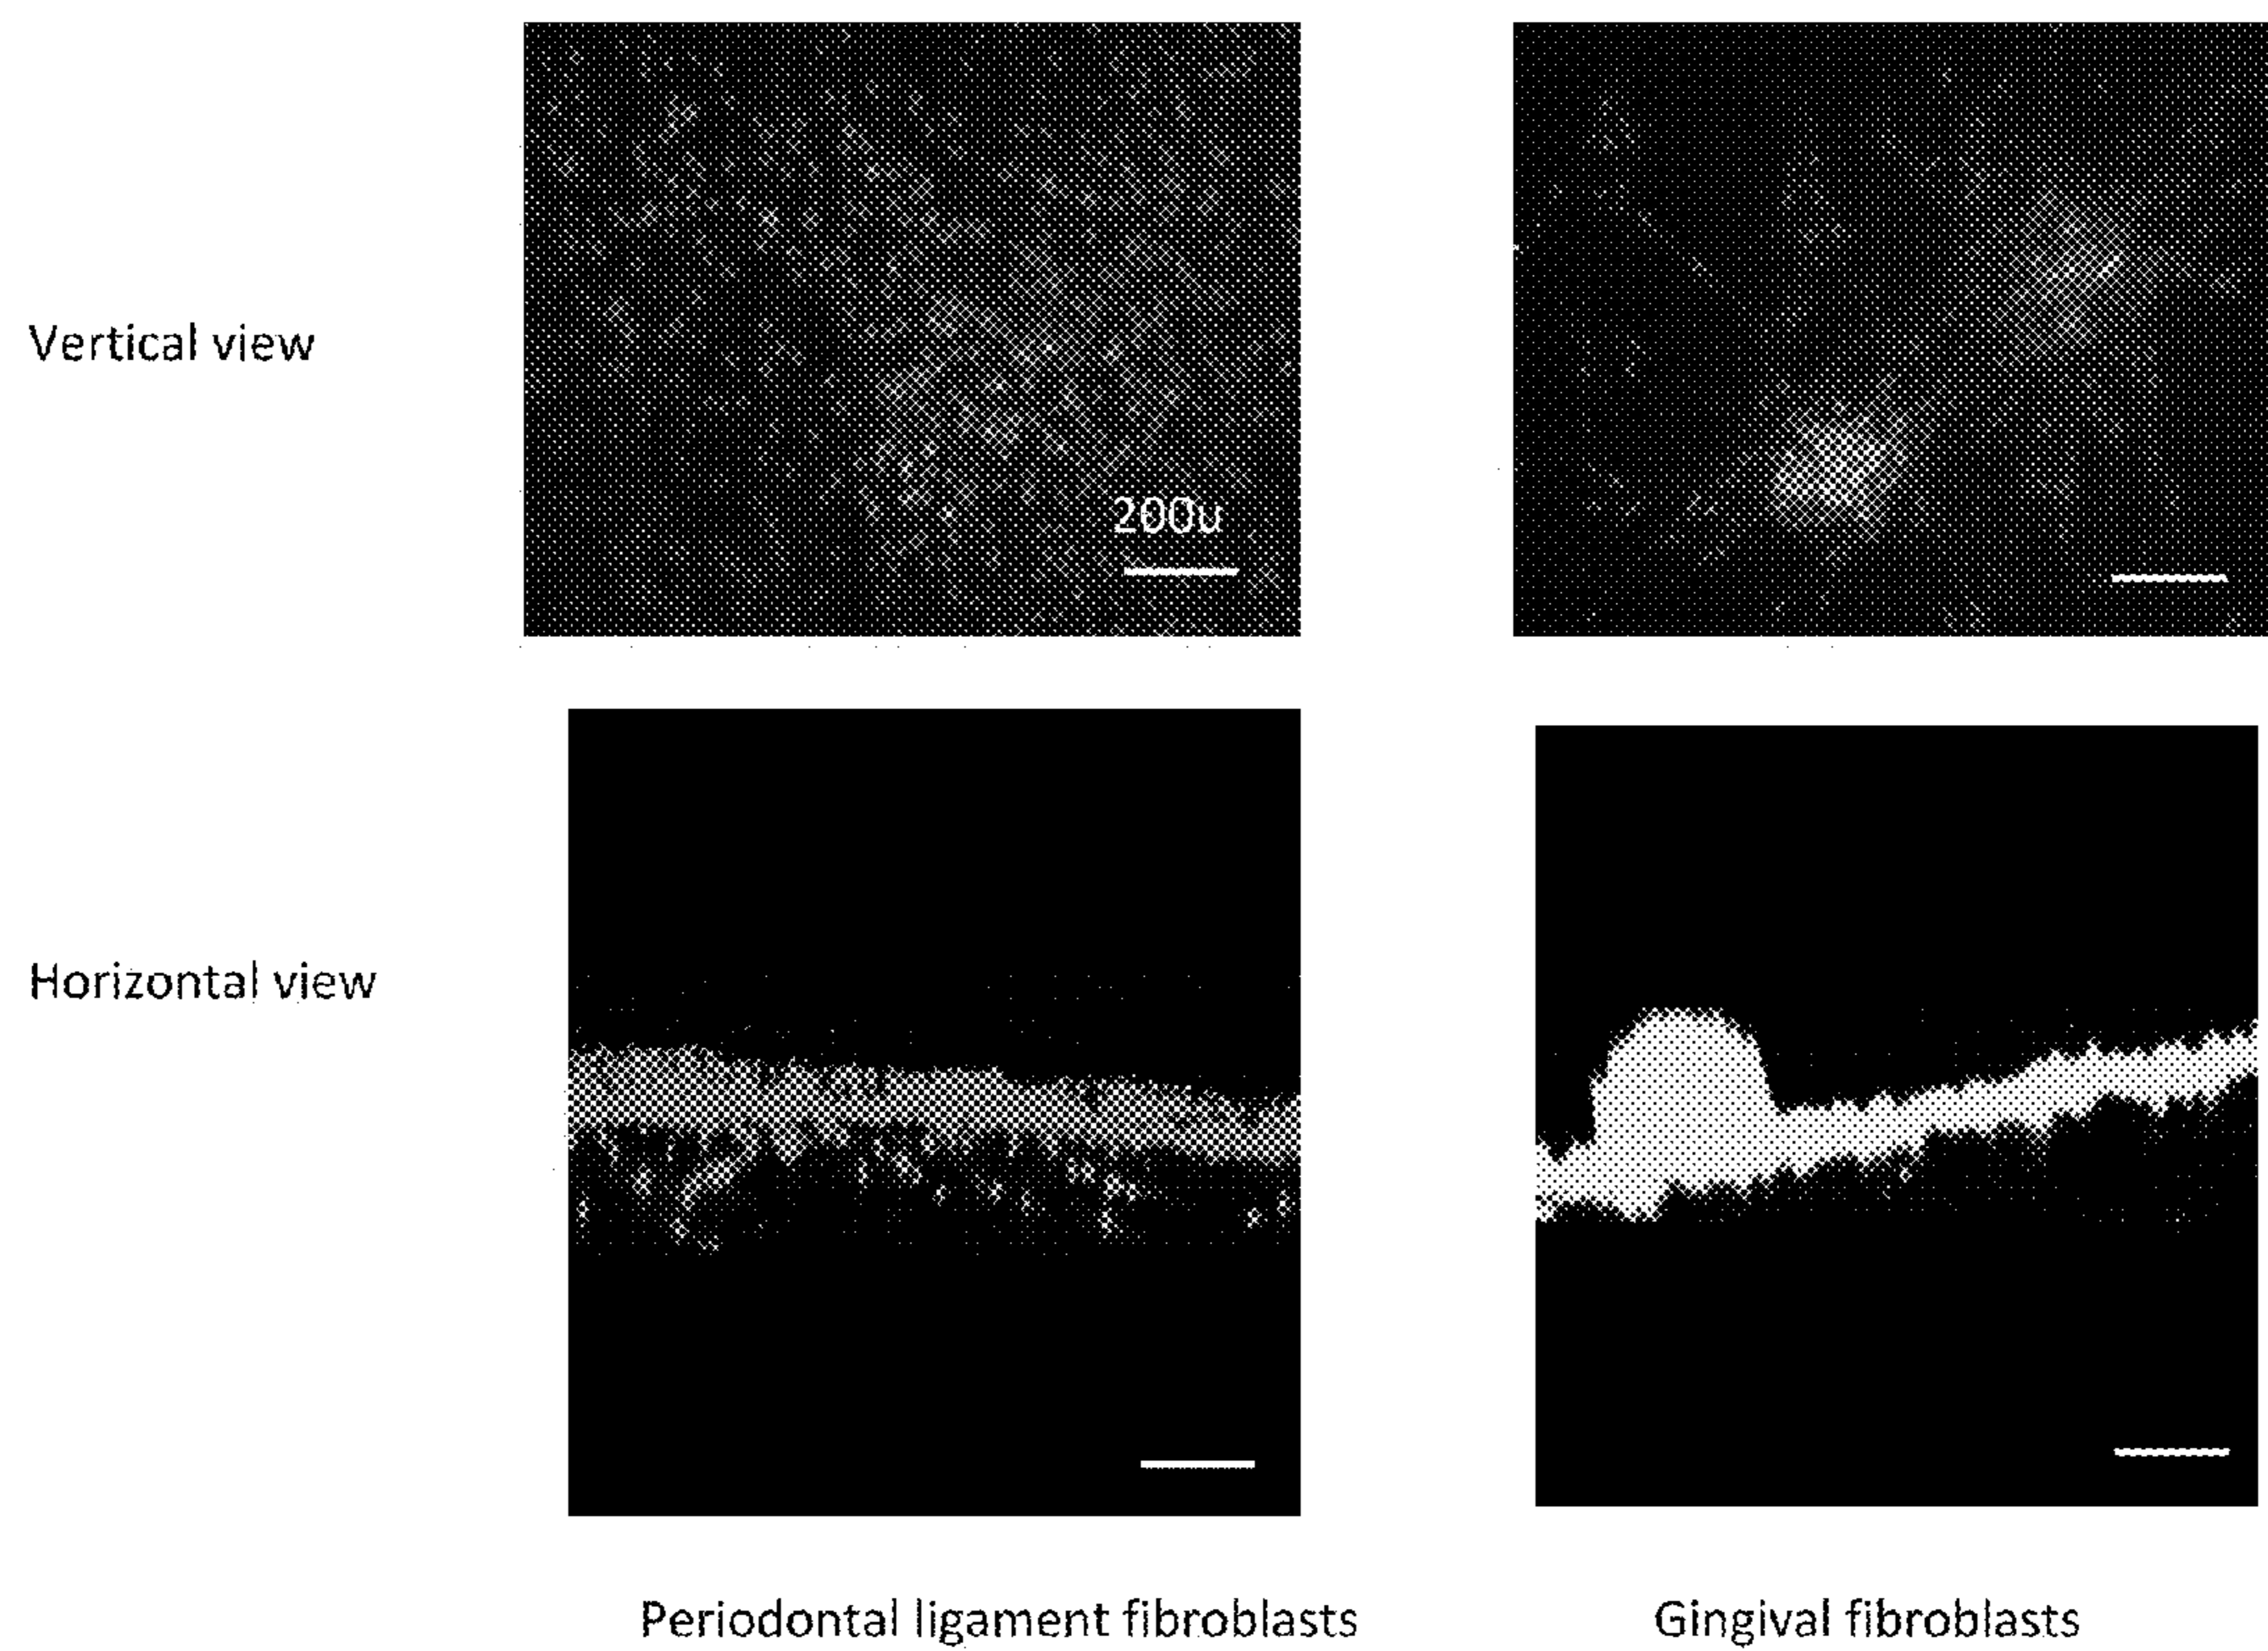 Vertical view
200u
Horizontal view
Periodontal ligament fibroblasts
Gingival fibroblasts